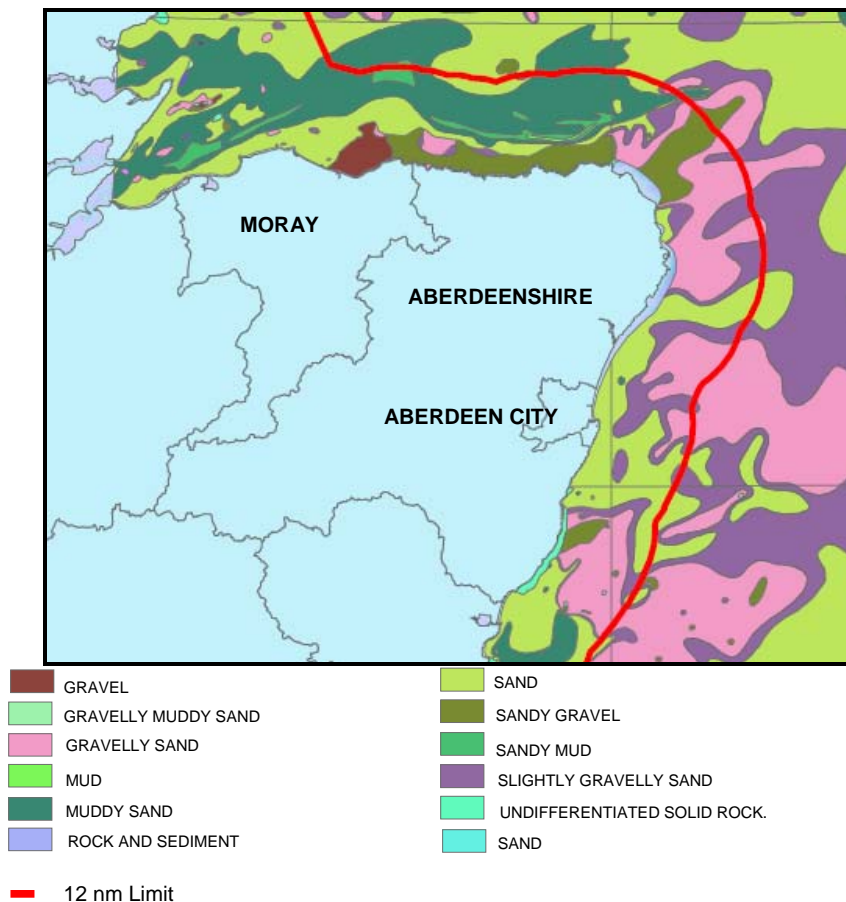 MORAY
ABERDEENSHIRE
ABERDEEN CITY
GRAVEL
GRAVELLY MUDDY SAND
GRAVELLY SAND
MUD
MUDDY SAND
ROCK AND SEDIMENT
SAND
SANDY GRAVEL
SANDY MUD
SLIGHTLY GRAVELLY SAND
UNDIFFERENTIATED SOLID ROCK.
SAND
12 nm Limit